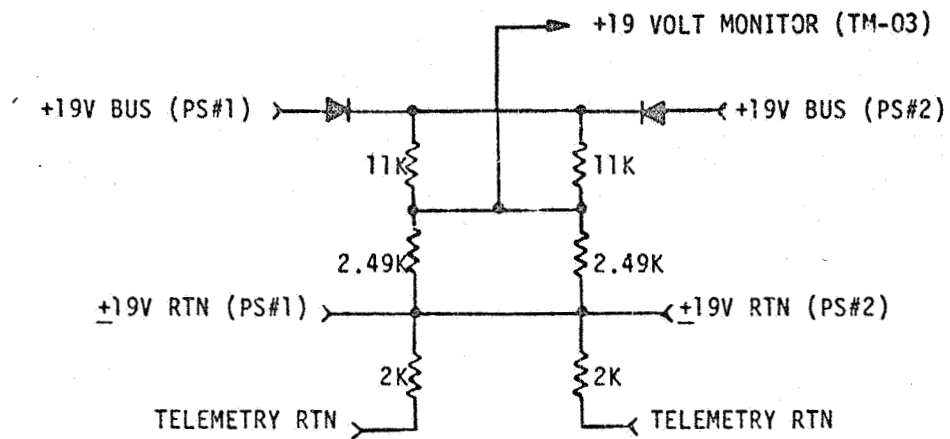 +19 VOLT MONITOR (TM-03)
+19V BUS (PS#1)
+19V BUS (PS#2)
11K
11K
2.49K
2.49K
±19V RTN (PS#1)
±19V RTN (PS#2)
2K
2K
TELEMETRY RTN
TELEMETRY RTN